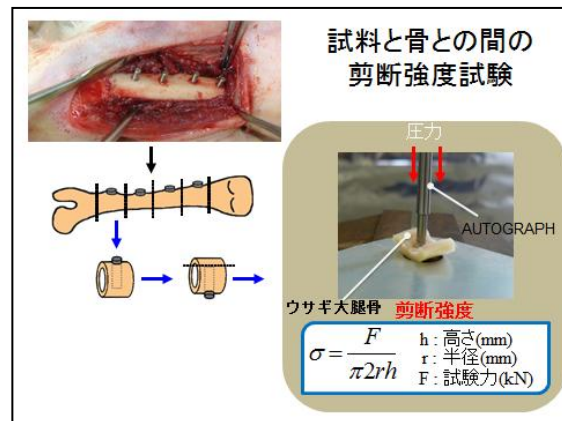 試料と骨との間の
剪断強度試験
圧力
AUTOGRAPH
ウサギ大腿骨 剪断強度
σ = F / π2rh
h : 高さ(mm)
r : 半径(mm)
F : 試験力(kN)